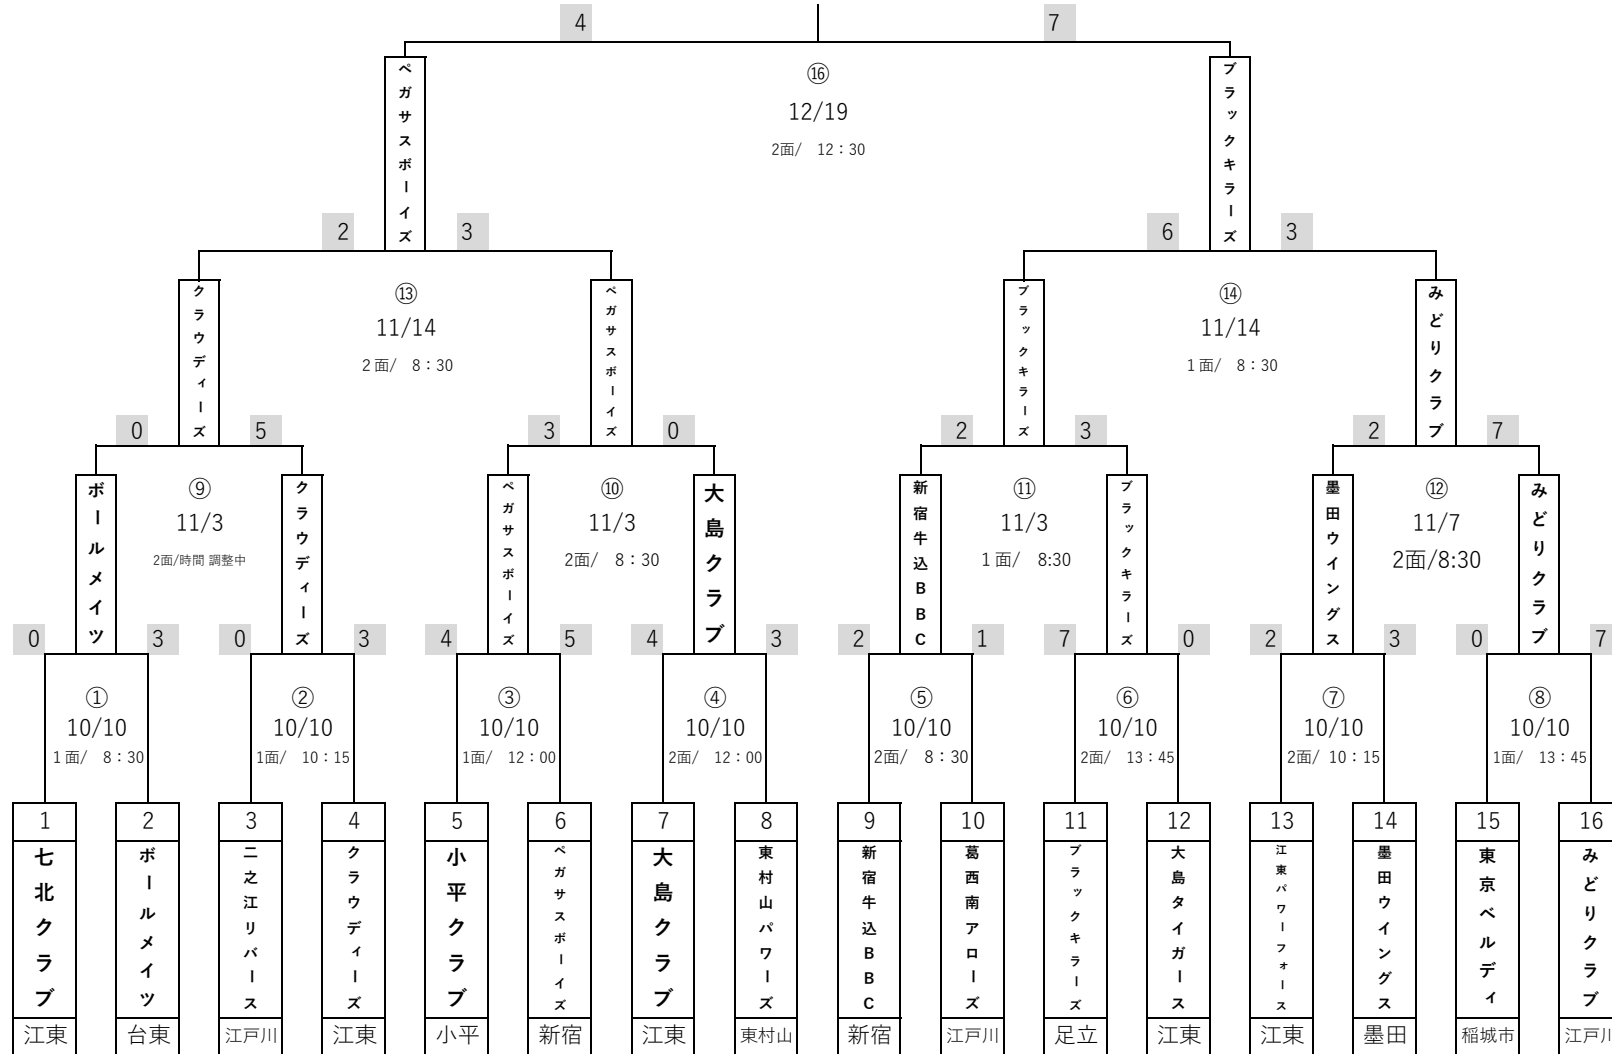 4 7
⑯
12/19
2面/ 12：30
ペガサスボーイズ ブラックキラーズ
2 3 6 3
⑬ ⑭
11/14 11/14
2面/ 8：30 1面/ 8：30
クラウディーズ ペガサスボーイズ ブラックキラーズ みどりクラブ
0 5 3 0 2 3 2 7
⑨ ⑩ ⑪ ⑫
11/3 11/3 11/3 11/7
2面/時間 調整中 2面/ 8：30 1面/ 8:30 2面/8:30
ボールメイツ クラウディーズ ペガサスボーイズ 大島クラブ 新宿牛込BBC ブラックキラーズ 墨田ウイングス みどりクラブ
0 3 0 3 4 5 4 3 2 1 7 0 2 3 0 7
① ② ③ ④ ⑤ ⑥ ⑦ ⑧
10/10 10/10 10/10 10/10 10/10 10/10 10/10 10/10
1面/ 8：30 1面/ 10：15 1面/ 12：00 2面/ 12：00 2面/ 8：30 2面/ 13：45 2面/ 10：15 1面/ 13：45
1 2 3 4 5 6 7 8 9 10 11 12 13 14 15 16
七北クラブ ボールメイツ 二之江リバース クラウディーズ 小平クラブ ペガサスボーイズ 大島クラブ 東村山パワーズ 新宿牛込BBC 葛西南アローズ ブラックキラーズ 大島タイガース 江東パワーフォース 墨田ウイングス 東京ベルディ みどりクラブ
江東 台東 江戸川 江東 小平 新宿 江東 東村山 新宿 江戸川 足立 江東 江東 墨田 稲城市 江戸川